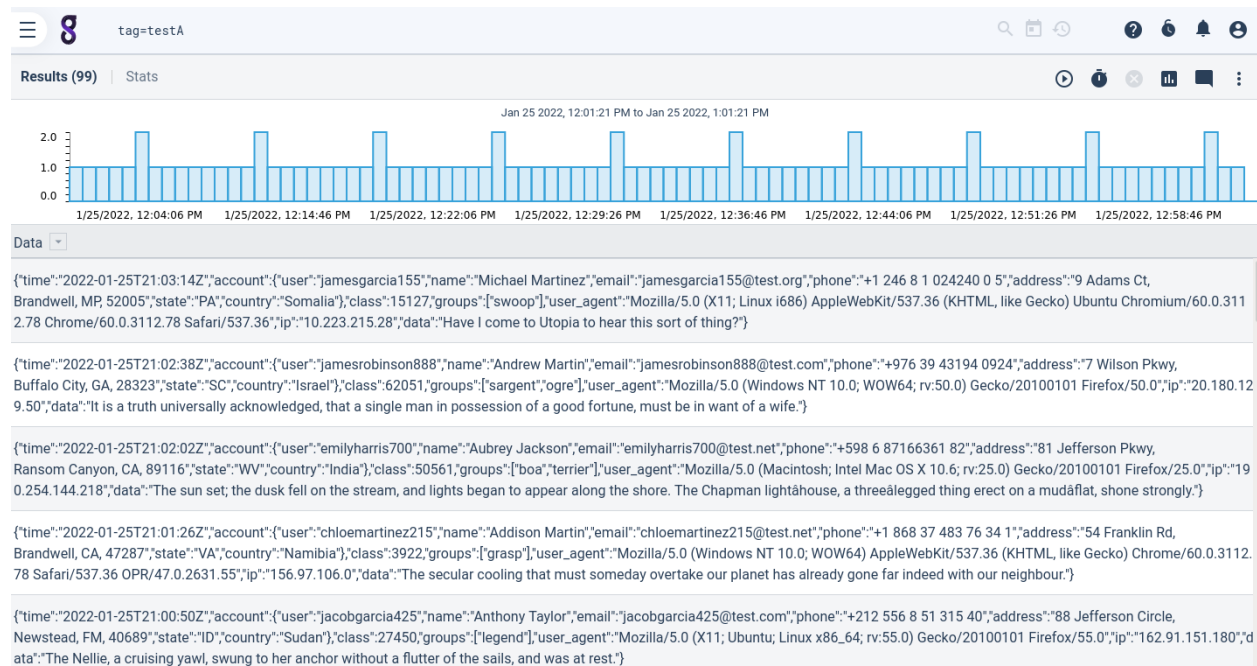 tag=testA
Results (99) | Stats
Jan 25 2022, 12:01:21 PM to Jan 25 2022, 1:01:21 PM
2.0
1.0
0.0
1/25/2022, 12:04:06 PM 1/25/2022, 12:14:46 PM 1/25/2022, 12:22:06 PM 1/25/2022, 12:29:26 PM 1/25/2022, 12:36:46 PM 1/25/2022, 12:44:06 PM 1/25/2022, 12:51:26 PM 1/25/2022, 12:58:46 PM
Data
{"time":"2022-01-25T21:03:14Z","account":{"user":"jamesgarcia155","name":"Michael Martinez","email":"jamesgarcia155@test.org","phone":"+1 246 8 1 024240 0 5","address":"9 Adams Ct,
Brandwell, MP, 52005","state":"PA","country":"Somalia"},"class":15127,"groups":["swoop"],"user_agent":"Mozilla/5.0 (X11; Linux i686) AppleWebKit/537.36 (KHTML, like Gecko) Ubuntu Chromium/60.0.311
2.78 Chrome/60.0.3112.78 Safari/537.36","ip":"10.223.215.28","data":"Have I come to Utopia to hear this sort of thing?"}
{"time":"2022-01-25T21:02:38Z","account":{"user":"jamesrobinson888","name":"Andrew Martin","email":"jamesrobinson888@test.com","phone":"+976 39 43194 0924","address":"7 Wilson Pkwy,
Buffalo City, GA, 28323","state":"SC","country":"Israel"},"class":62051,"groups":["sargent","ogre"],"user_agent":"Mozilla/5.0 (Windows NT 10.0; WOW64; rv:50.0) Gecko/20100101 Firefox/50.0","ip":"20.180.12
9.50","data":"It is a truth universally acknowledged, that a single man in possession of a good fortune, must be in want of a wife."}
{"time":"2022-01-25T21:02:02Z","account":{"user":"emilyharris700","name":"Aubrey Jackson","email":"emilyharris700@test.net","phone":"+598 6 87166361 82","address":"81 Jefferson Pkwy,
Ransom Canyon, CA, 89116","state":"WV","country":"India"},"class":50561,"groups":["boa","terrier"],"user_agent":"Mozilla/5.0 (Macintosh; Intel Mac OS X 10.6; rv:25.0) Gecko/20100101 Firefox/25.0","ip":"19
0.254.144.218","data":"The sun set; the dusk fell on the stream, and lights began to appear along the shore. The Chapman lightâhouse, a threeâlegged thing erect on a mudâflat, shone strongly."}
{"time":"2022-01-25T21:01:26Z","account":{"user":"chloemartinez215","name":"Addison Martin","email":"chloemartinez215@test.net","phone":"+1 868 37 483 76 34 1","address":"54 Franklin Rd,
Brandwell, CA, 47287","state":"VA","country":"Namibia"},"class":3922,"groups":["grasp"],"user_agent":"Mozilla/5.0 (Windows NT 10.0; WOW64) AppleWebKit/537.36 (KHTML, like Gecko) Chrome/60.0.3112.
78 Safari/537.36 OPR/47.0.2631.55","ip":"156.97.106.0","data":"The secular cooling that must someday overtake our planet has already gone far indeed with our neighbour."}
{"time":"2022-01-25T21:00:50Z","account":{"user":"jacobgarcia425","name":"Anthony Taylor","email":"jacobgarcia425@test.com","phone":"+212 556 8 51 315 40","address":"88 Jefferson Circle,
Newstead, FM, 40689","state":"ID","country":"Sudan"},"class":27450,"groups":["legend"],"user_agent":"Mozilla/5.0 (X11; Ubuntu; Linux x86_64; rv:55.0) Gecko/20100101 Firefox/55.0","ip":"162.91.151.180","d
ata":"The Nellie, a cruising yawl, swung to her anchor without a flutter of the sails, and was at rest."}